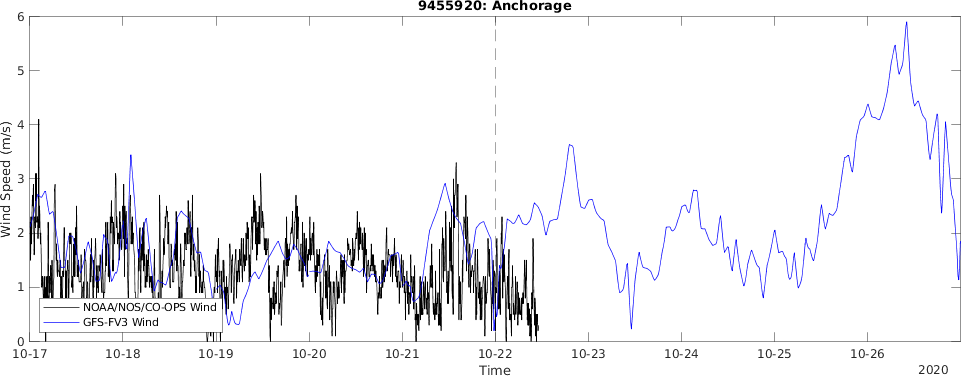 9455920: Anchorage
6
5
4
3
2
1
0
Wind Speed (m/s)
NOAA/NOS/CO-OPS Wind
GFS-FV3 Wind
10-17 10-18 10-19 10-20 10-21 10-22 10-23 10-24 10-25 10-26
Time
2020